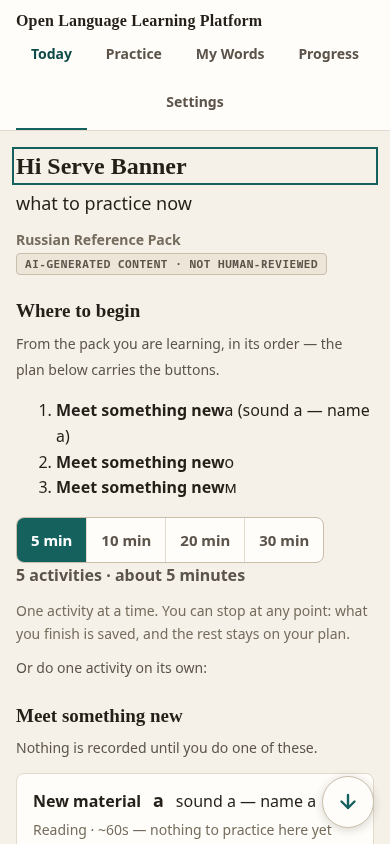 Open Language Learning Platform
Today Practice My Words Progress
Settings
Hi Serve Banner
what to practice now
Russian Reference Pack
AI-GENERATED CONTENT · NOT HUMAN-REVIEWED
Where to begin
From the pack you are learning, in its order — the
plan below carries the buttons.
1. Meet something newа (sound a — name
a)
2. Meet something newо
3. Meet something newм
5 min 10 min 20 min 30 min
5 activities · about 5 minutes
One activity at a time. You can stop at any point: what
you finish is saved, and the rest stays on your plan.
Or do one activity on its own:
Meet something new
Nothing is recorded until you do one of these.
New material а sound a — name a
Reading · ~60s — nothing to practice here yet